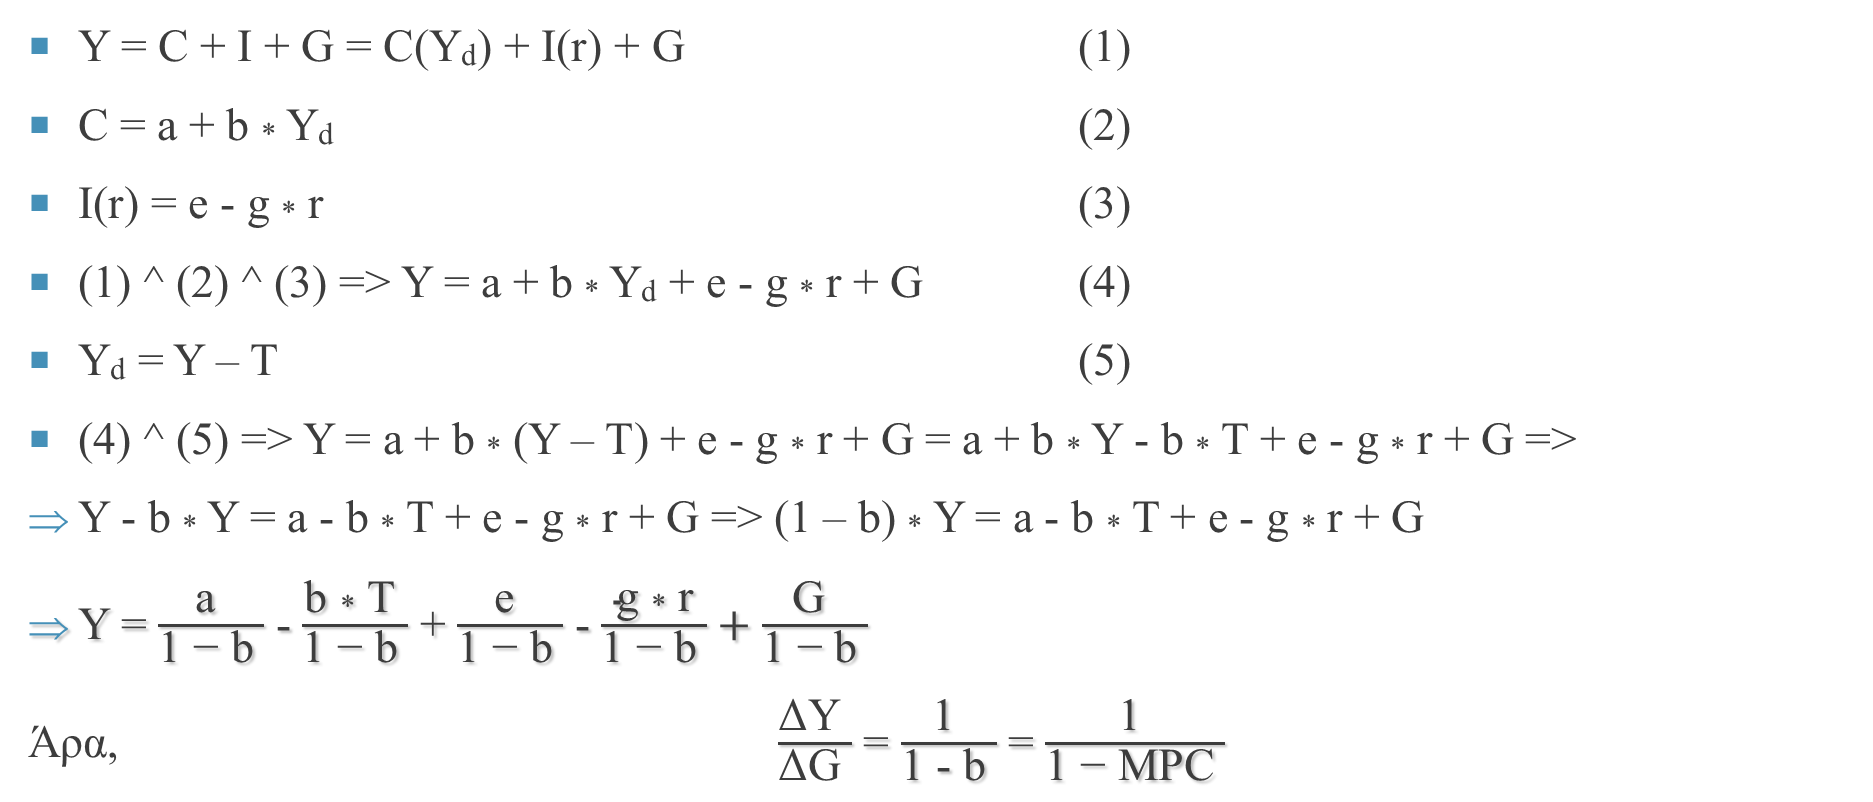 ▪ Y = C + I + G = C(Y_d) + I(r) + G (1)
▪ C = a + b * Y_d (2)
▪ I(r) = e - g * r (3)
▪ (1) ^ (2) ^ (3) => Y = a + b * Y_d + e - g * r + G (4)
▪ Y_d = Y – T (5)
▪ (4) ^ (5) => Y = a + b * (Y – T) + e - g * r + G = a + b * Y - b * T + e - g * r + G =>
⇒ Y - b * Y = a - b * T + e - g * r + G => (1 – b) * Y = a - b * T + e - g * r + G
⇒ Y = a/(1 − b) - (b * T)/(1 − b) + e/(1 − b) - (g * r)/(1 − b) + G/(1 − b)
Άρα, ΔΥ/ΔG = 1/(1 - b) = 1/(1 − MPC)